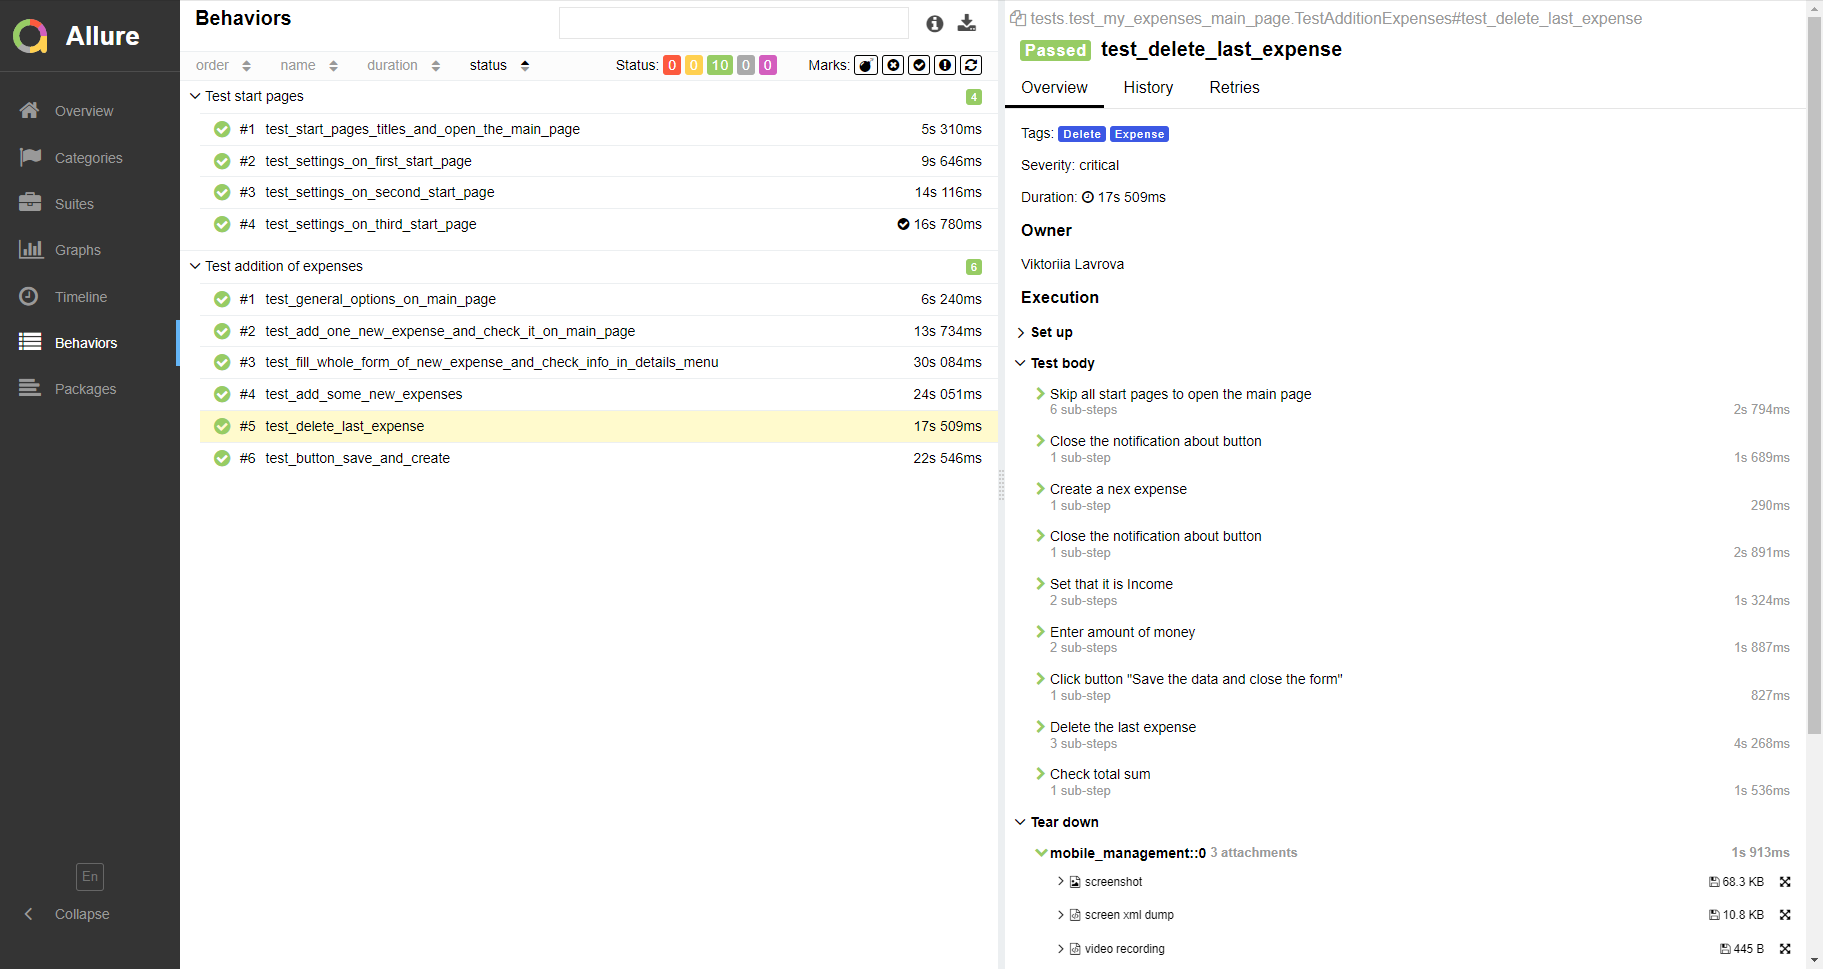 Allure
Overview
Categories
Suites
Graphs
Timeline
Behaviors
Packages
En
Collapse
Behaviors
order name duration status Status: 0 0 10 0 0 Marks:
Test start pages 4
#1 test_start_pages_titles_and_open_the_main_page 5s 310ms
#2 test_settings_on_first_start_page 9s 646ms
#3 test_settings_on_second_start_page 14s 116ms
#4 test_settings_on_third_start_page 16s 780ms
Test addition of expenses 6
#1 test_general_options_on_main_page 6s 240ms
#2 test_add_one_new_expense_and_check_it_on_main_page 13s 734ms
#3 test_fill_whole_form_of_new_expense_and_check_info_in_details_menu 30s 084ms
#4 test_add_some_new_expenses 24s 051ms
#5 test_delete_last_expense 17s 509ms
#6 test_button_save_and_create 22s 546ms
tests.test_my_expenses_main_page.TestAdditionExpenses#test_delete_last_expense
Passed test_delete_last_expense
Overview History Retries
Tags: Delete Expense
Severity: critical
Duration: 17s 509ms
Owner
Viktoriia Lavrova
Execution
Set up
Test body
Skip all start pages to open the main page
6 sub-steps 2s 794ms
Close the notification about button
1 sub-step 1s 689ms
Create a nex expense
1 sub-step 290ms
Close the notification about button
1 sub-step 2s 891ms
Set that it is Income
2 sub-steps 1s 324ms
Enter amount of money
2 sub-steps 1s 887ms
Click button "Save the data and close the form"
1 sub-step 827ms
Delete the last expense
3 sub-steps 4s 268ms
Check total sum
1 sub-step 1s 536ms
Tear down
mobile_management::0 3 attachments 1s 913ms
screenshot 68.3 KB
screen xml dump 10.8 KB
video recording 445 B